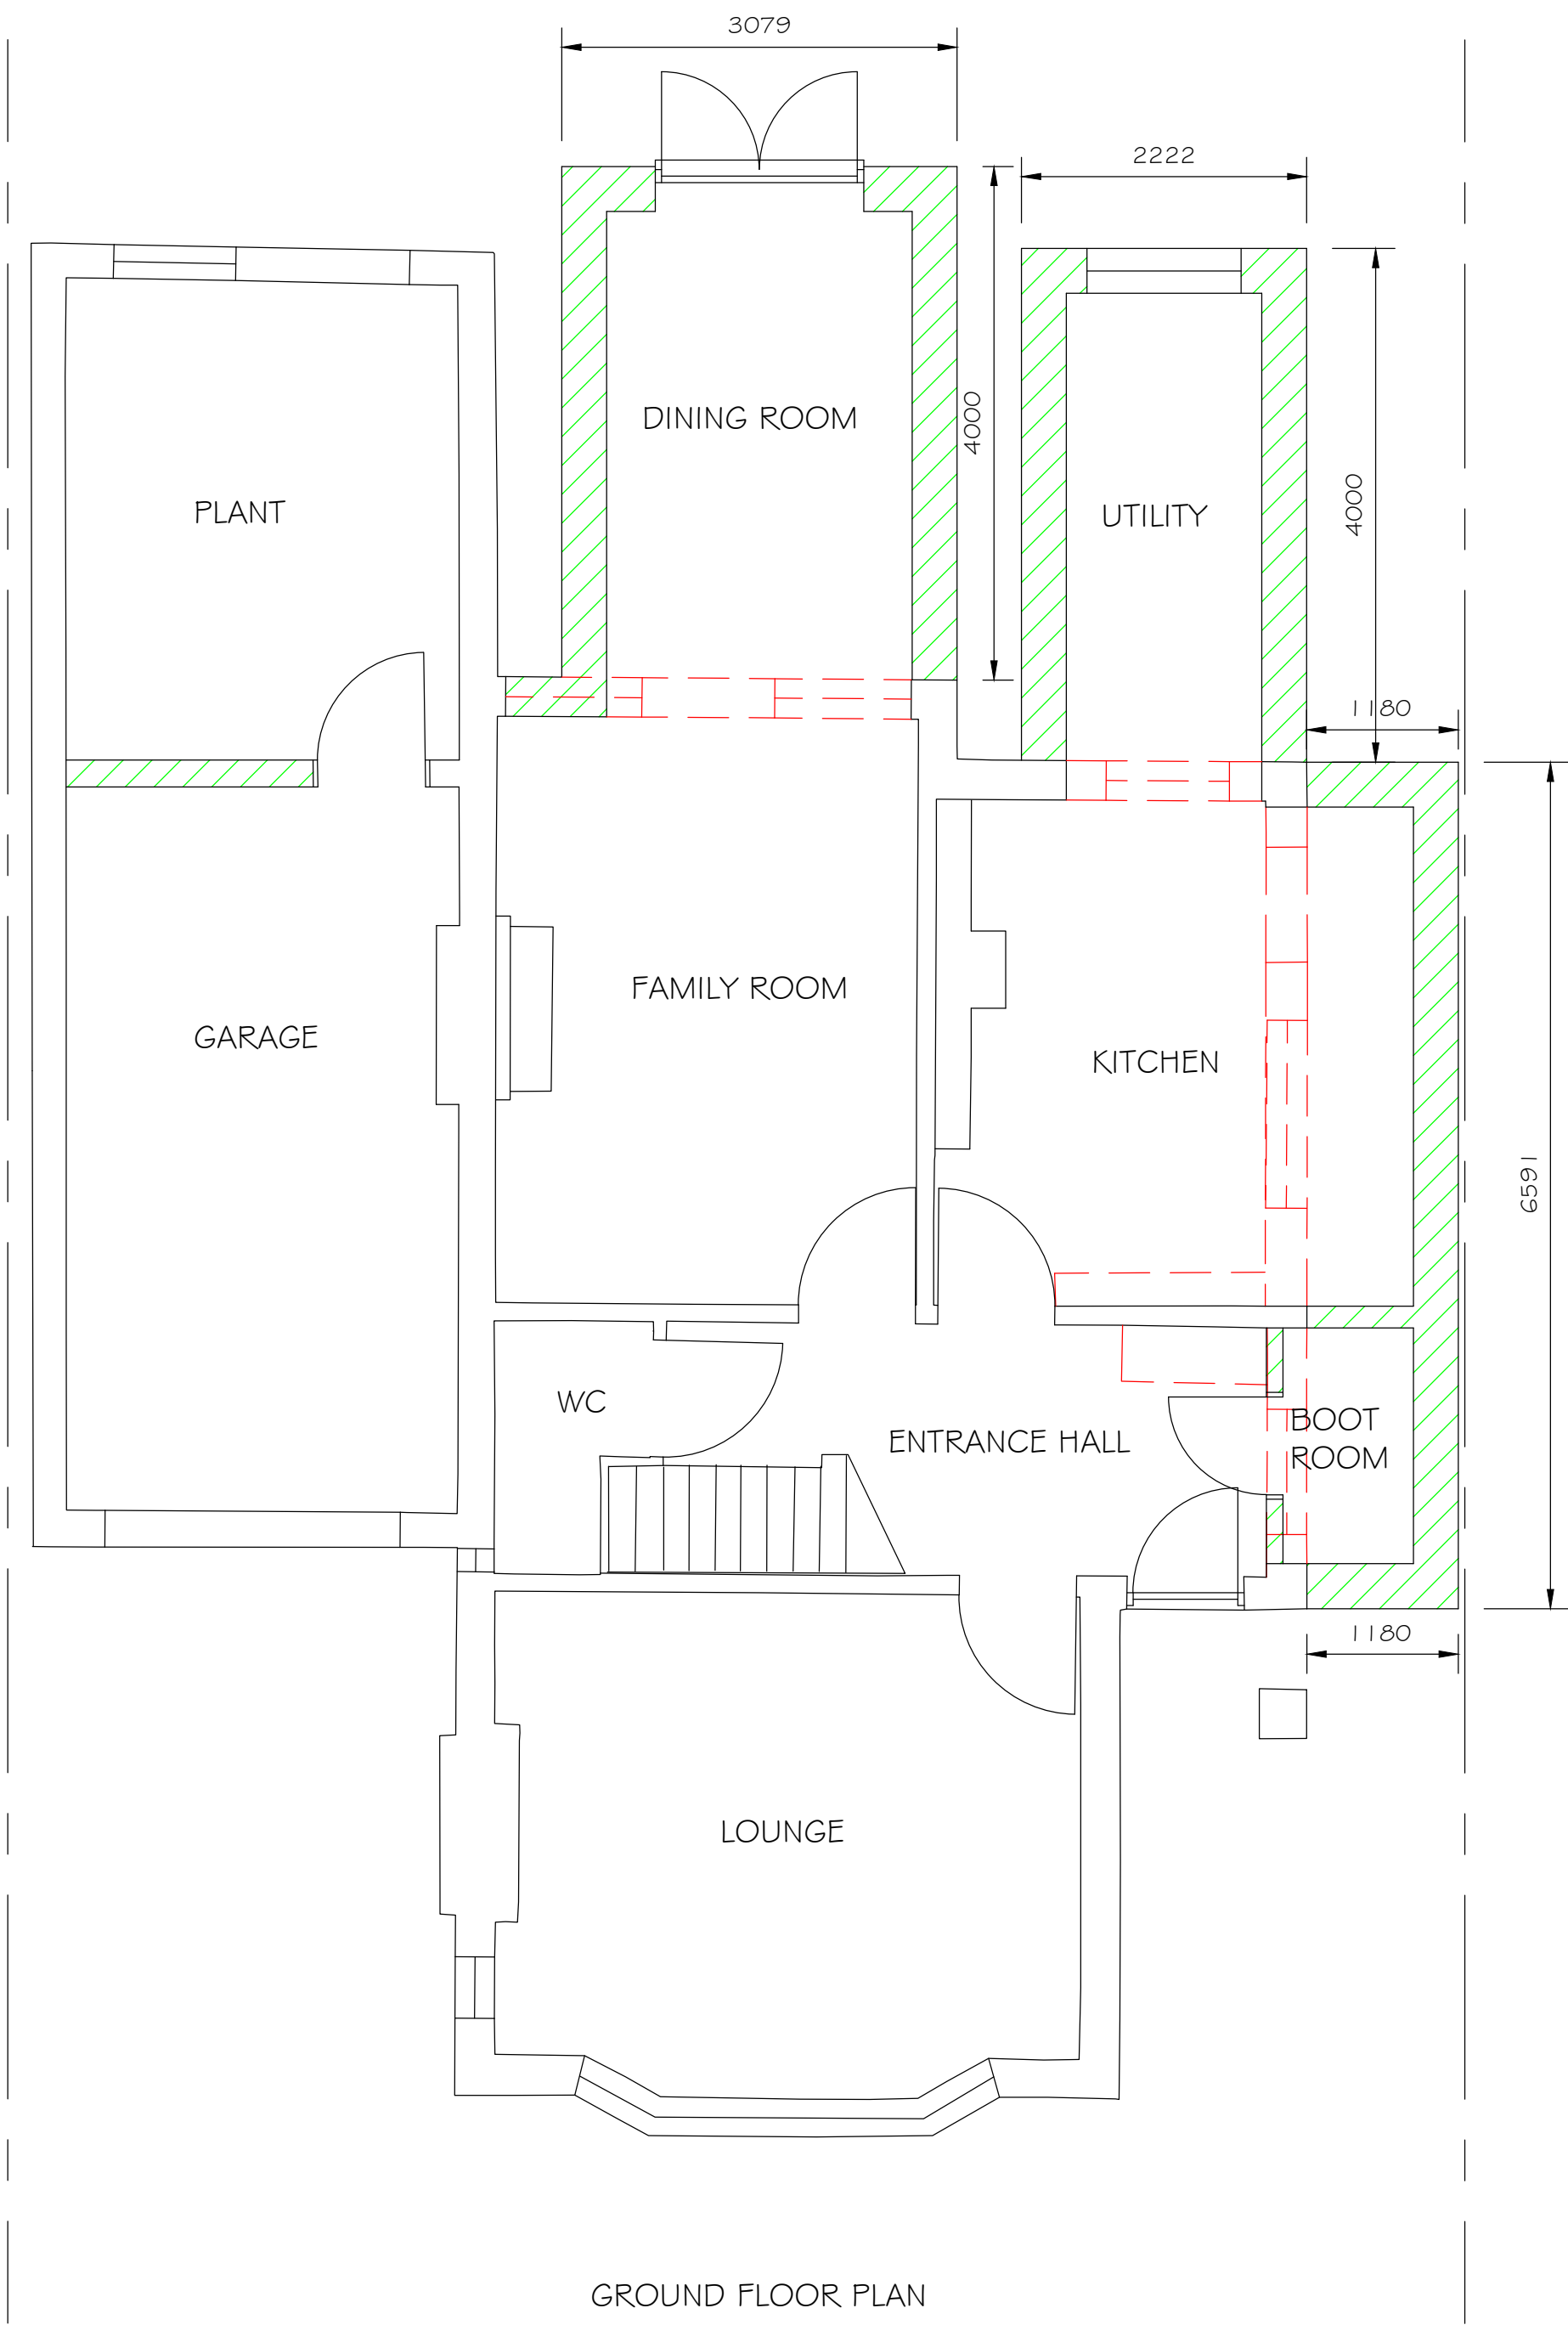 3079
2222
DINING ROOM
4000
PLANT
UTILITY
4000
1180
FAMILY ROOM
GARAGE
KITCHEN
6591
WC
BOOT
ROOM
ENTRANCE HALL
1180
LOUNGE
GROUND FLOOR PLAN